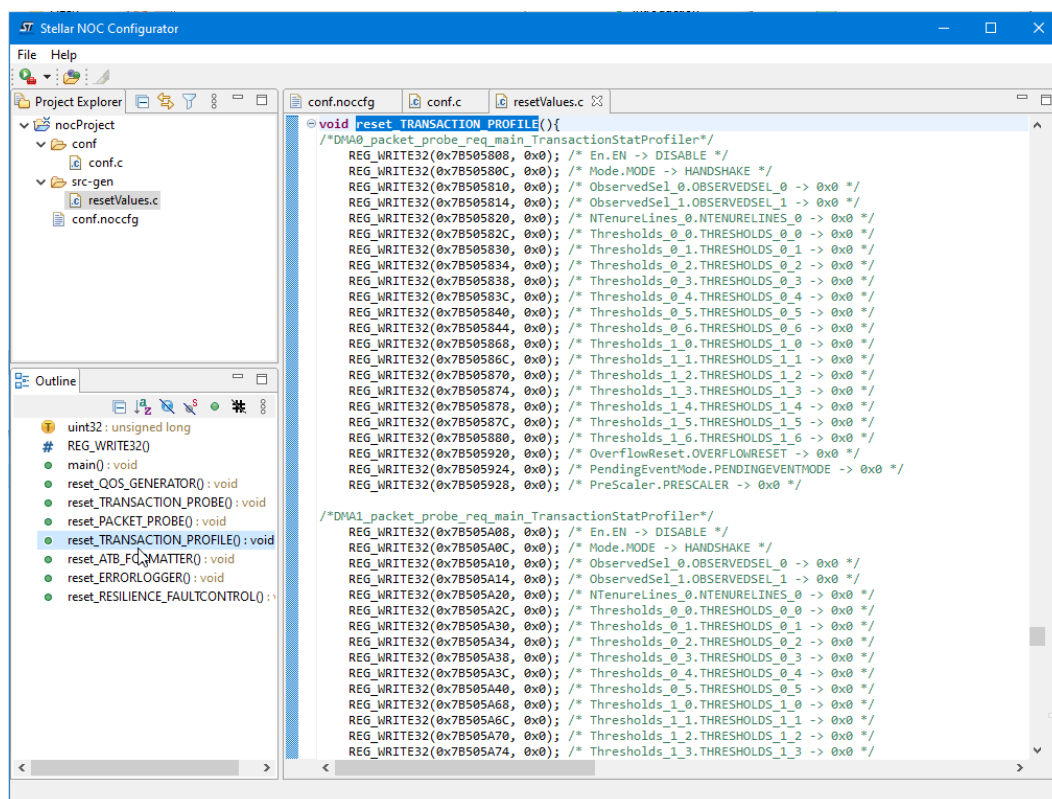 Stellar NOC Configurator
File Help
Project Explorer
nocProject
conf
conf.c
src-gen
resetValues.c
conf.noccfg
Outline
uint32 : unsigned long
REG_WRITE32()
main() : void
reset_QOS_GENERATOR() : void
reset_TRANSACTION_PROBE() : void
reset_PACKET_PROBE() : void
reset_TRANSACTION_PROFILE() : void
reset_ATB_FORMATTER() : void
reset_ERRORLOGGER() : void
reset_RESILIENCE_FAULTCONTROL() :
conf.noccfg conf.c resetValues.c
void reset_TRANSACTION_PROFILE(){
/*DMA0_packet_probe_req_main_TransactionStatProfiler*/
REG_WRITE32(0x7B505808, 0x0); /* En.EN -> DISABLE */
REG_WRITE32(0x7B50580C, 0x0); /* Mode.MODE -> HANDSHAKE */
REG_WRITE32(0x7B505810, 0x0); /* ObservedSel_0.OBSERVEDSEL_0 -> 0x0 */
REG_WRITE32(0x7B505814, 0x0); /* ObservedSel_1.OBSERVEDSEL_1 -> 0x0 */
REG_WRITE32(0x7B505820, 0x0); /* NTenureLines_0.NTENURELINES_0 -> 0x0 */
REG_WRITE32(0x7B50582C, 0x0); /* Thresholds_0_0.THRESHOLDS_0_0 -> 0x0 */
REG_WRITE32(0x7B505830, 0x0); /* Thresholds_0_1.THRESHOLDS_0_1 -> 0x0 */
REG_WRITE32(0x7B505834, 0x0); /* Thresholds_0_2.THRESHOLDS_0_2 -> 0x0 */
REG_WRITE32(0x7B505838, 0x0); /* Thresholds_0_3.THRESHOLDS_0_3 -> 0x0 */
REG_WRITE32(0x7B50583C, 0x0); /* Thresholds_0_4.THRESHOLDS_0_4 -> 0x0 */
REG_WRITE32(0x7B505840, 0x0); /* Thresholds_0_5.THRESHOLDS_0_5 -> 0x0 */
REG_WRITE32(0x7B505844, 0x0); /* Thresholds_0_6.THRESHOLDS_0_6 -> 0x0 */
REG_WRITE32(0x7B505868, 0x0); /* Thresholds_1_0.THRESHOLDS_1_0 -> 0x0 */
REG_WRITE32(0x7B50586C, 0x0); /* Thresholds_1_1.THRESHOLDS_1_1 -> 0x0 */
REG_WRITE32(0x7B505870, 0x0); /* Thresholds_1_2.THRESHOLDS_1_2 -> 0x0 */
REG_WRITE32(0x7B505874, 0x0); /* Thresholds_1_3.THRESHOLDS_1_3 -> 0x0 */
REG_WRITE32(0x7B505878, 0x0); /* Thresholds_1_4.THRESHOLDS_1_4 -> 0x0 */
REG_WRITE32(0x7B50587C, 0x0); /* Thresholds_1_5.THRESHOLDS_1_5 -> 0x0 */
REG_WRITE32(0x7B505880, 0x0); /* Thresholds_1_6.THRESHOLDS_1_6 -> 0x0 */
REG_WRITE32(0x7B505920, 0x0); /* OverflowReset.OVERFLOWRESET -> 0x0 */
REG_WRITE32(0x7B505924, 0x0); /* PendingEventMode.PENDINGEVENTMODE -> 0x0 */
REG_WRITE32(0x7B505928, 0x0); /* PreScaler.PRESCALER -> 0x0 */
/*DMA1_packet_probe_req_main_TransactionStatProfiler*/
REG_WRITE32(0x7B505A08, 0x0); /* En.EN -> DISABLE */
REG_WRITE32(0x7B505A0C, 0x0); /* Mode.MODE -> HANDSHAKE */
REG_WRITE32(0x7B505A10, 0x0); /* ObservedSel_0.OBSERVEDSEL_0 -> 0x0 */
REG_WRITE32(0x7B505A14, 0x0); /* ObservedSel_1.OBSERVEDSEL_1 -> 0x0 */
REG_WRITE32(0x7B505A20, 0x0); /* NTenureLines_0.NTENURELINES_0 -> 0x0 */
REG_WRITE32(0x7B505A2C, 0x0); /* Thresholds_0_0.THRESHOLDS_0_0 -> 0x0 */
REG_WRITE32(0x7B505A30, 0x0); /* Thresholds_0_1.THRESHOLDS_0_1 -> 0x0 */
REG_WRITE32(0x7B505A34, 0x0); /* Thresholds_0_2.THRESHOLDS_0_2 -> 0x0 */
REG_WRITE32(0x7B505A38, 0x0); /* Thresholds_0_3.THRESHOLDS_0_3 -> 0x0 */
REG_WRITE32(0x7B505A3C, 0x0); /* Thresholds_0_4.THRESHOLDS_0_4 -> 0x0 */
REG_WRITE32(0x7B505A40, 0x0); /* Thresholds_0_5.THRESHOLDS_0_5 -> 0x0 */
REG_WRITE32(0x7B505A68, 0x0); /* Thresholds_1_0.THRESHOLDS_1_0 -> 0x0 */
REG_WRITE32(0x7B505A6C, 0x0); /* Thresholds_1_1.THRESHOLDS_1_1 -> 0x0 */
REG_WRITE32(0x7B505A70, 0x0); /* Thresholds_1_2.THRESHOLDS_1_2 -> 0x0 */
REG_WRITE32(0x7B505A74, 0x0); /* Thresholds_1_3.THRESHOLDS_1_3 -> 0x0 */